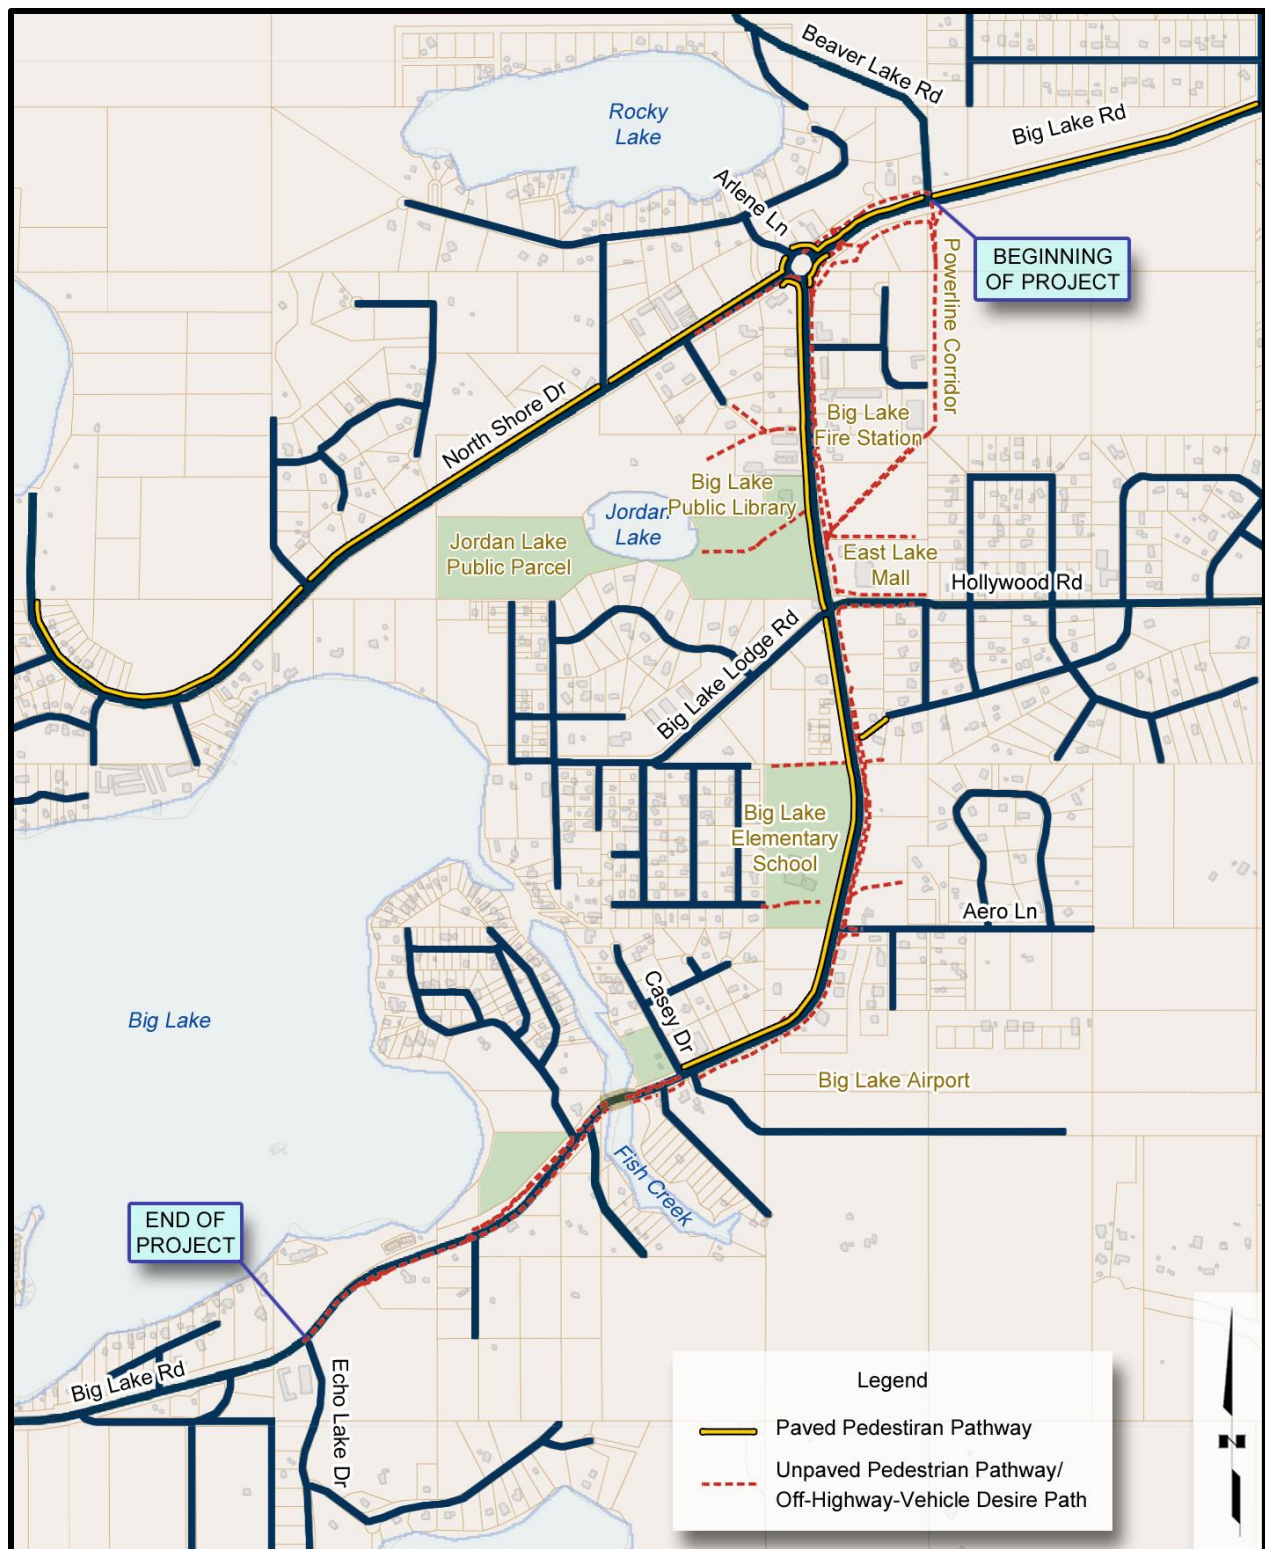 Beaver Lake Rd
Big Lake Rd
Rocky
Lake
Arlene Ln
BEGINNING
OF PROJECT
Powerline Corridor
North Shore Dr
Big Lake
Fire Station
Big Lake
Public Library
Jordan
Lake
Jordan Lake
Public Parcel
East Lake
Mall
Hollywood Rd
Big Lake Lodge Rd
Big Lake
Elementary
School
Aero Ln
Casey Dr
Big Lake
Big Lake Airport
Fish Creek
END OF
PROJECT
Big Lake Rd
Echo Lake Dr
Legend
Paved Pedestiran Pathway
Unpaved Pedestrian Pathway/
Off-Highway-Vehicle Desire Path
N